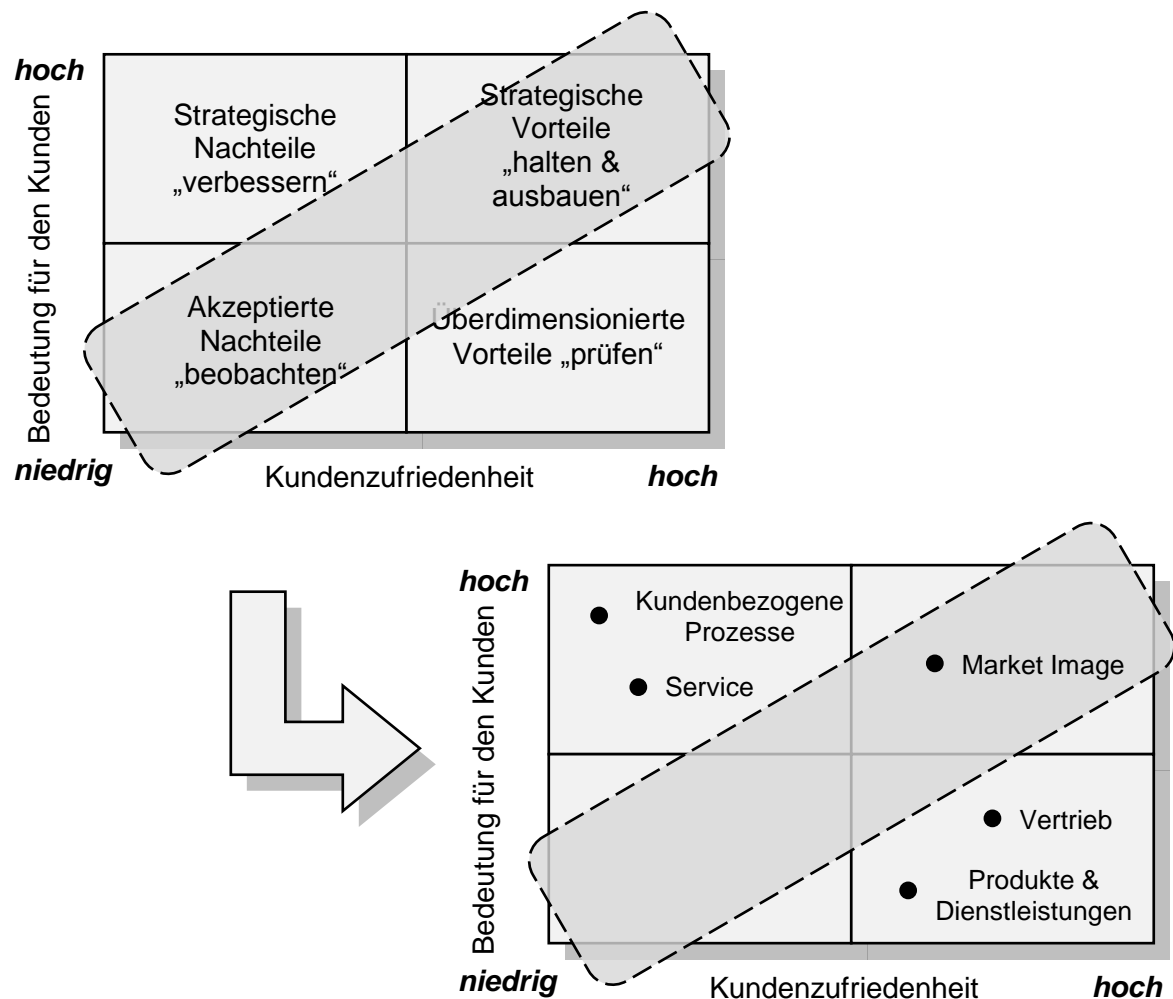 hoch
Bedeutung für den Kunden
Strategische
Nachteile
„verbessern“
Strategische
Vorteile
„halten &
ausbauen“
Akzeptierte
Nachteile
„beobachten“
Überdimensionierte
Vorteile „prüfen“
niedrig
Kundenzufriedenheit
hoch
hoch
Bedeutung für den Kunden
Kundenbezogene
Prozesse
Service
Market Image
Vertrieb
Produkte &
Dienstleistungen
niedrig
Kundenzufriedenheit
hoch